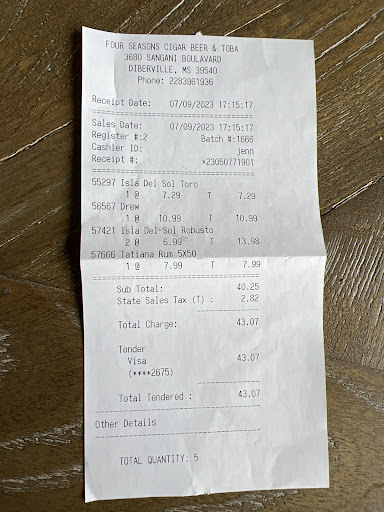 FOUR SEASONS CIGAR BEER & TOBA
3680 SANGANI BOULAVARD
DIBERVILLE, MS 39540
Phone: 2283961936
Receipt Date: 07/09/2023 17:15:17
Sales Date: 07/09/2023 17:15:17
Register #:2 Batch #:1666
Cashier ID: jenn
Receipt #: *23050771901
55297 Isla Del Sol Toro
1 @ 7.29 T 7.29
56567 Drew
1 @ 10.99 T 10.99
57421 Isla Del Sol Robusto
2 @ 6.99 T 13.98
57666 Tatiana Rum 5X50
1 @ 7.99 T 7.99
Sub Total: 40.25
State Sales Tax (T) : 2.82
Total Charge: 43.07
Tender
Visa 43.07
(****2675)
Total Tendered : 43.07
Other Details
TOTAL QUANTITY: 5